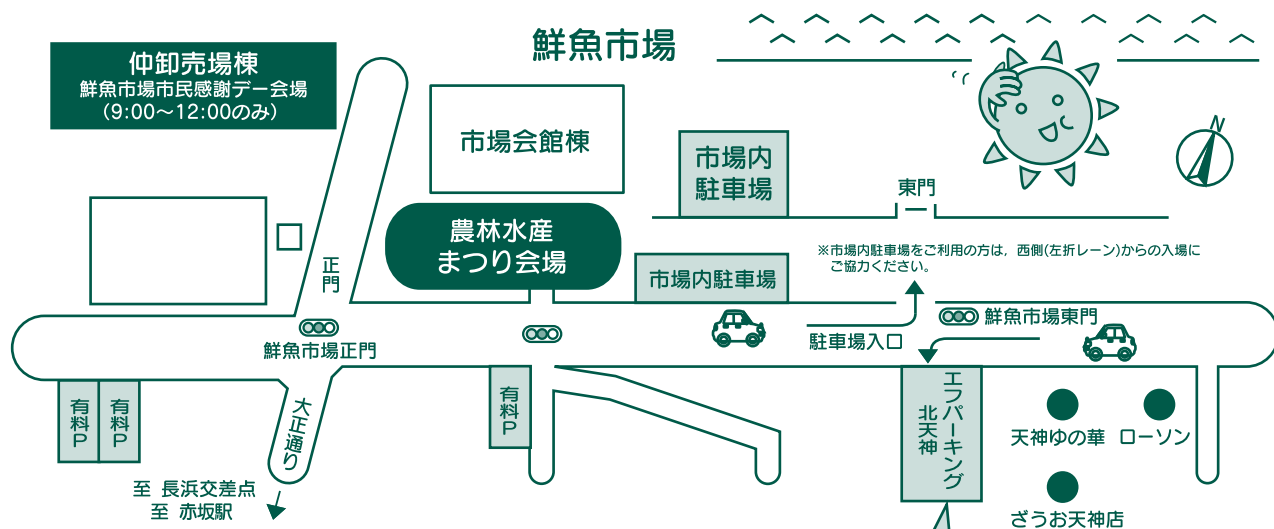 鮮魚市場
仲卸売場棟
鮮魚市場市民感謝デー会場
(9:00～12:00のみ)
市場会館棟
市場内
駐車場
N
東門
農林水産
まつり会場
※市場内駐車場をご利用の方は，西側(左折レーン)からの入場に
ご協力ください。
正門
市場内駐車場
鮮魚市場正門
駐車場入口
鮮魚市場東門
有料P
有料P
大正通り
有料P
エフパーキング
北天神
天神ゆの華
ローソン
至 長浜交差点
至 赤坂駅
ざうお天神店